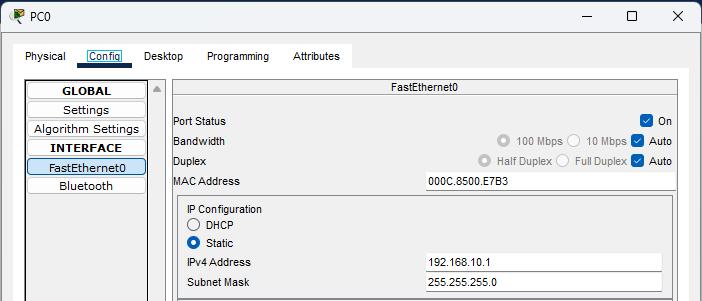 PC0
Physical Config Desktop Programming Attributes
GLOBAL
Settings
Algorithm Settings
INTERFACE
FastEthernet0
Bluetooth
FastEthernet0
Port Status On
Bandwidth 100 Mbps 10 Mbps Auto
Duplex Half Duplex Full Duplex Auto
MAC Address 000C.8500.E7B3
IP Configuration
DHCP
Static
IPv4 Address 192.168.10.1
Subnet Mask 255.255.255.0